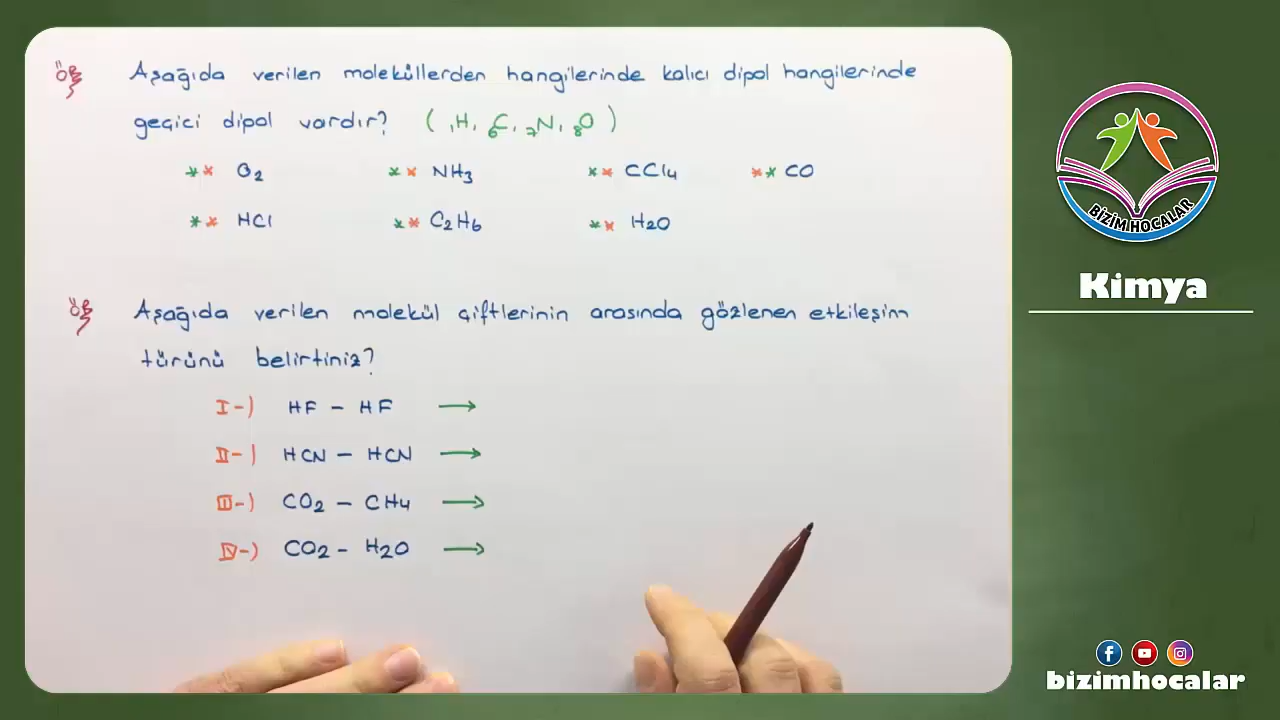 ÖR Aşağıda verilen moleküllerden hangilerinde kalıcı dipol hangilerinde
geçici dipol vardır? ( ₁H, ₆C, ₇N, ₈O )
** O₂ ** NH₃ ** CCl₄ ** CO
** HCl ** C₂H₆ ** H₂O
ÖR Aşağıda verilen molekül çiftlerinin arasında gözlenen etkileşim
türünü belirtiniz?
I-) HF - HF →
II-) HCN - HCN →
III-) CO₂ - CH₄ →
IV-) CO₂ - H₂O →
BİZİM HOCALAR
Kimya
bizimhocalar